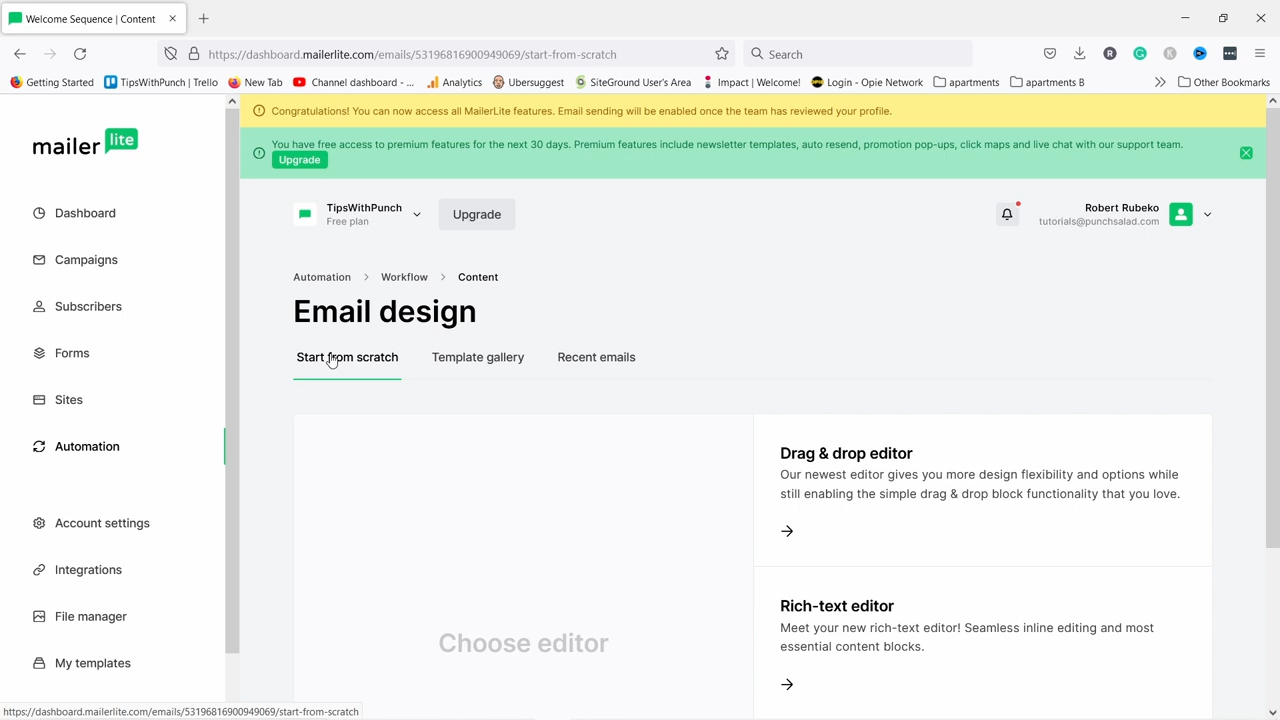 Welcome Sequence | Content
https://dashboard.mailerlite.com/emails/53196816900949069/start-from-scratch
Search
Getting Started
TipsWithPunch | Trello
New Tab
Channel dashboard - ...
Analytics
Ubersuggest
SiteGround User's Area
Impact | Welcome!
Login - Opie Network
apartments
apartments B
Other Bookmarks
mailer lite
Dashboard
Campaigns
Subscribers
Forms
Sites
Automation
Account settings
Integrations
File manager
My templates
Congratulations! You can now access all MailerLite features. Email sending will be enabled once the team has reviewed your profile.
You have free access to premium features for the next 30 days. Premium features include newsletter templates, auto resend, promotion pop-ups, click maps and live chat with our support team.
Upgrade
TipsWithPunch
Free plan
Upgrade
Robert Rubeko
tutorials@punchsalad.com
Automation > Workflow > Content
Email design
Start from scratch
Template gallery
Recent emails
Choose editor
Drag & drop editor
Our newest editor gives you more design flexibility and options while
still enabling the simple drag & drop block functionality that you love.
Rich-text editor
Meet your new rich-text editor! Seamless inline editing and most
essential content blocks.
https://dashboard.mailerlite.com/emails/53196816900949069/start-from-scratch